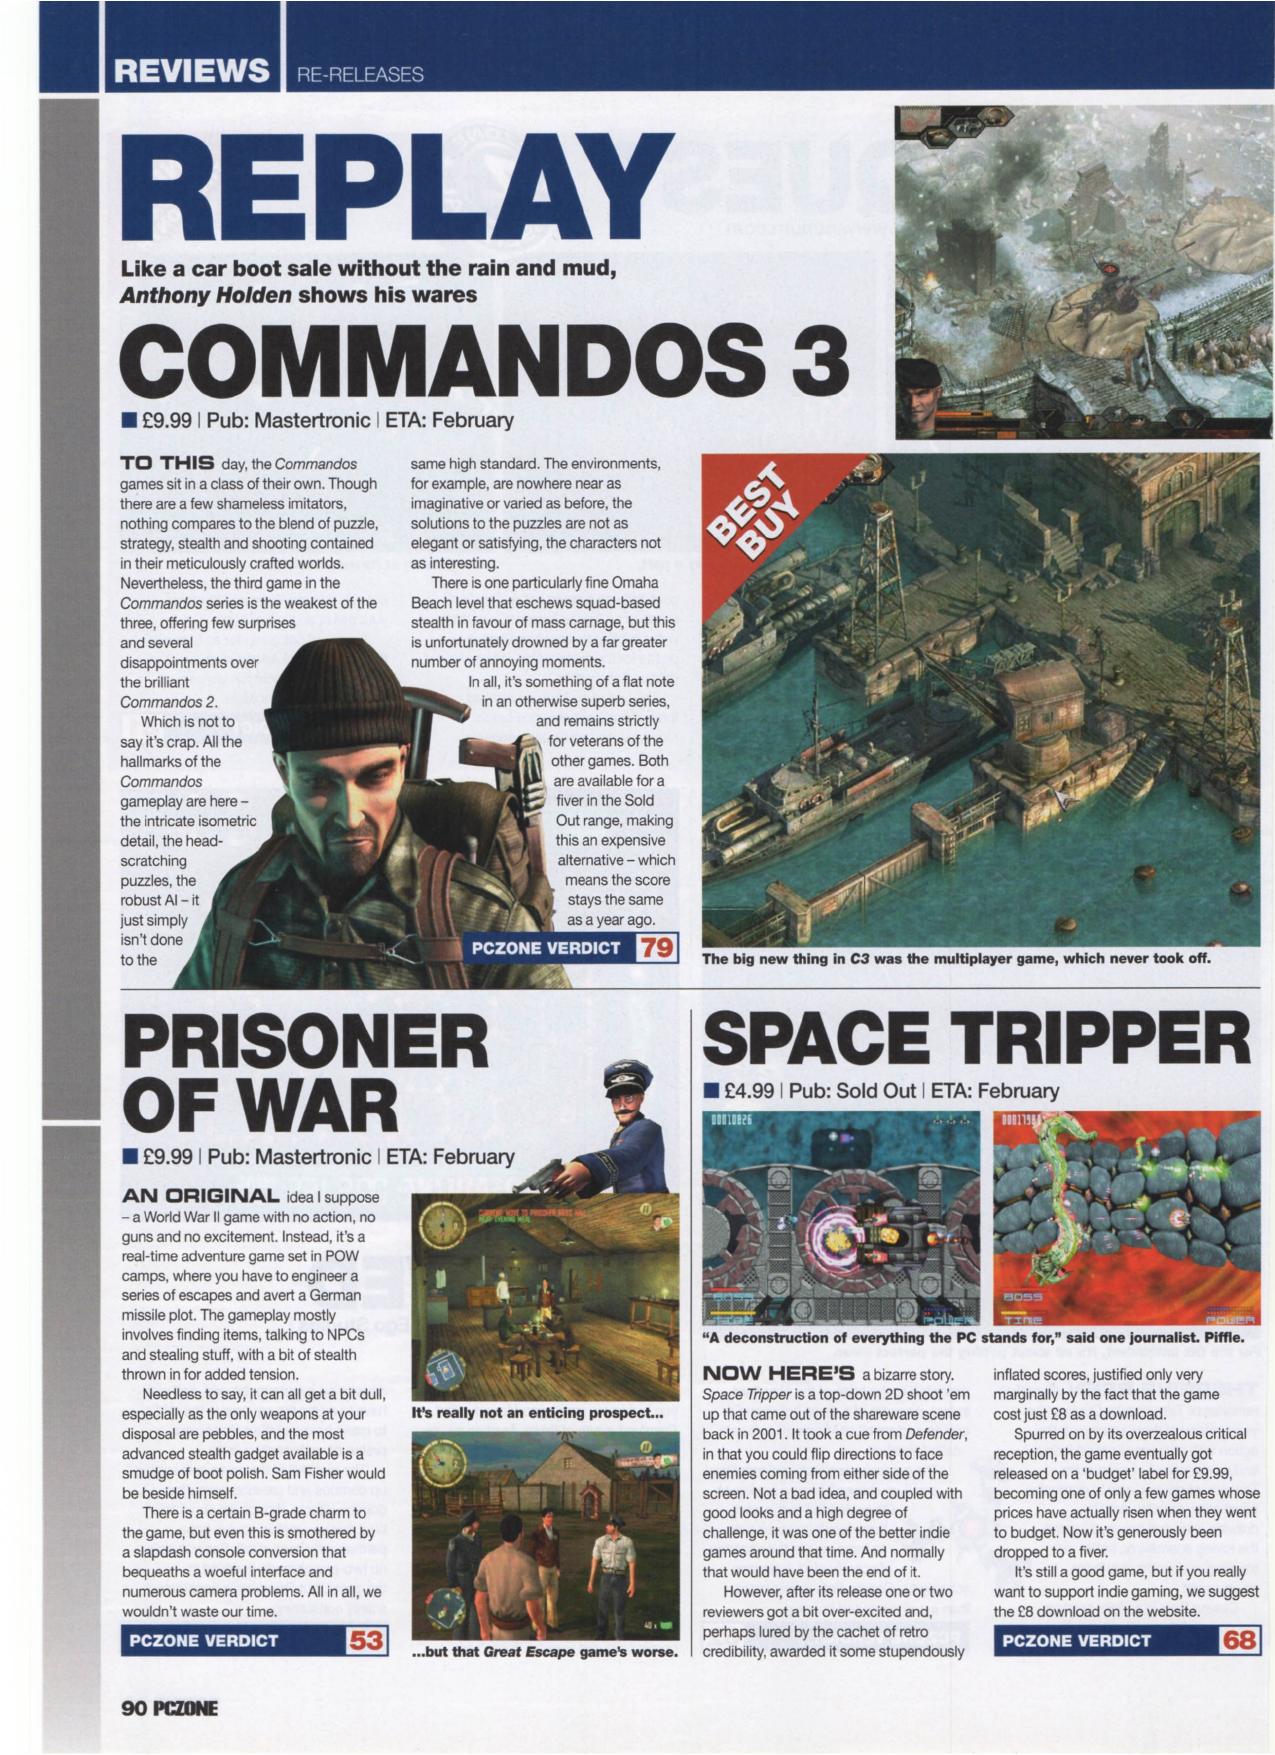 REVIEWS
RE-RELEASES
REPLAY
Like a car boot sale without the rain and mud,
Anthony Holden shows his wares
COMMANDOS 3
£9.99 | Pub: Mastertronic | ETA: February
TO THIS day, the Commandos
games sit in a class of their own. Though
there are a few shameless imitators,
nothing compares to the blend of puzzle,
strategy, stealth and shooting contained
in their meticulously crafted worlds.
Nevertheless, the third game in the
Commandos series is the weakest of the
three, offering few surprises
and several
disappointments over
the brilliant
Commandos 2.
Which is not to
say it's crap. All the
hallmarks of the
Commandos
gameplay are here –
the intricate isometric
detail, the head-
scratching
puzzles, the
robust AI – it
just simply
isn't done
to the
same high standard. The environments,
for example, are nowhere near as
imaginative or varied as before, the
solutions to the puzzles are not as
elegant or satisfying, the characters not
as interesting.
There is one particularly fine Omaha
Beach level that eschews squad-based
stealth in favour of mass carnage, but this
is unfortunately drowned by a far greater
number of annoying moments.
In all, it's something of a flat note
in an otherwise superb series,
and remains strictly
for veterans of the
other games. Both
are available for a
fiver in the Sold
Out range, making
this an expensive
alternative – which
means the score
stays the same
as a year ago.
PCZONE VERDICT 79
BEST
BUY
The big new thing in C3 was the multiplayer game, which never took off.
PRISONER
OF WAR
£9.99 | Pub: Mastertronic | ETA: February
AN ORIGINAL idea I suppose
– a World War II game with no action, no
guns and no excitement. Instead, it's a
real-time adventure game set in POW
camps, where you have to engineer a
series of escapes and avert a German
missile plot. The gameplay mostly
involves finding items, talking to NPCs
and stealing stuff, with a bit of stealth
thrown in for added tension.
Needless to say, it can all get a bit dull,
especially as the only weapons at your
disposal are pebbles, and the most
advanced stealth gadget available is a
smudge of boot polish. Sam Fisher would
be beside himself.
There is a certain B-grade charm to
the game, but even this is smothered by
a slapdash console conversion that
bequeaths a woeful interface and
numerous camera problems. All in all, we
wouldn't waste our time.
PCZONE VERDICT 53
It's really not an enticing prospect...
...but that Great Escape game's worse.
SPACE TRIPPER
£4.99 | Pub: Sold Out | ETA: February
00010826
TIME
POWER
BOSS
TIME
POWER
"A deconstruction of everything the PC stands for," said one journalist. Piffle.
NOW HERE'S a bizarre story.
Space Tripper is a top-down 2D shoot 'em
up that came out of the shareware scene
back in 2001. It took a cue from Defender,
in that you could flip directions to face
enemies coming from either side of the
screen. Not a bad idea, and coupled with
good looks and a high degree of
challenge, it was one of the better indie
games around that time. And normally
that would have been the end of it.
However, after its release one or two
reviewers got a bit over-excited and,
perhaps lured by the cachet of retro
credibility, awarded it some stupendously
inflated scores, justified only very
marginally by the fact that the game
cost just £8 as a download.
Spurred on by its overzealous critical
reception, the game eventually got
released on a 'budget' label for £9.99,
becoming one of only a few games whose
prices have actually risen when they went
to budget. Now it's generously been
dropped to a fiver.
It's still a good game, but if you really
want to support indie gaming, we suggest
the £8 download on the website.
PCZONE VERDICT 68
90 PCZONE